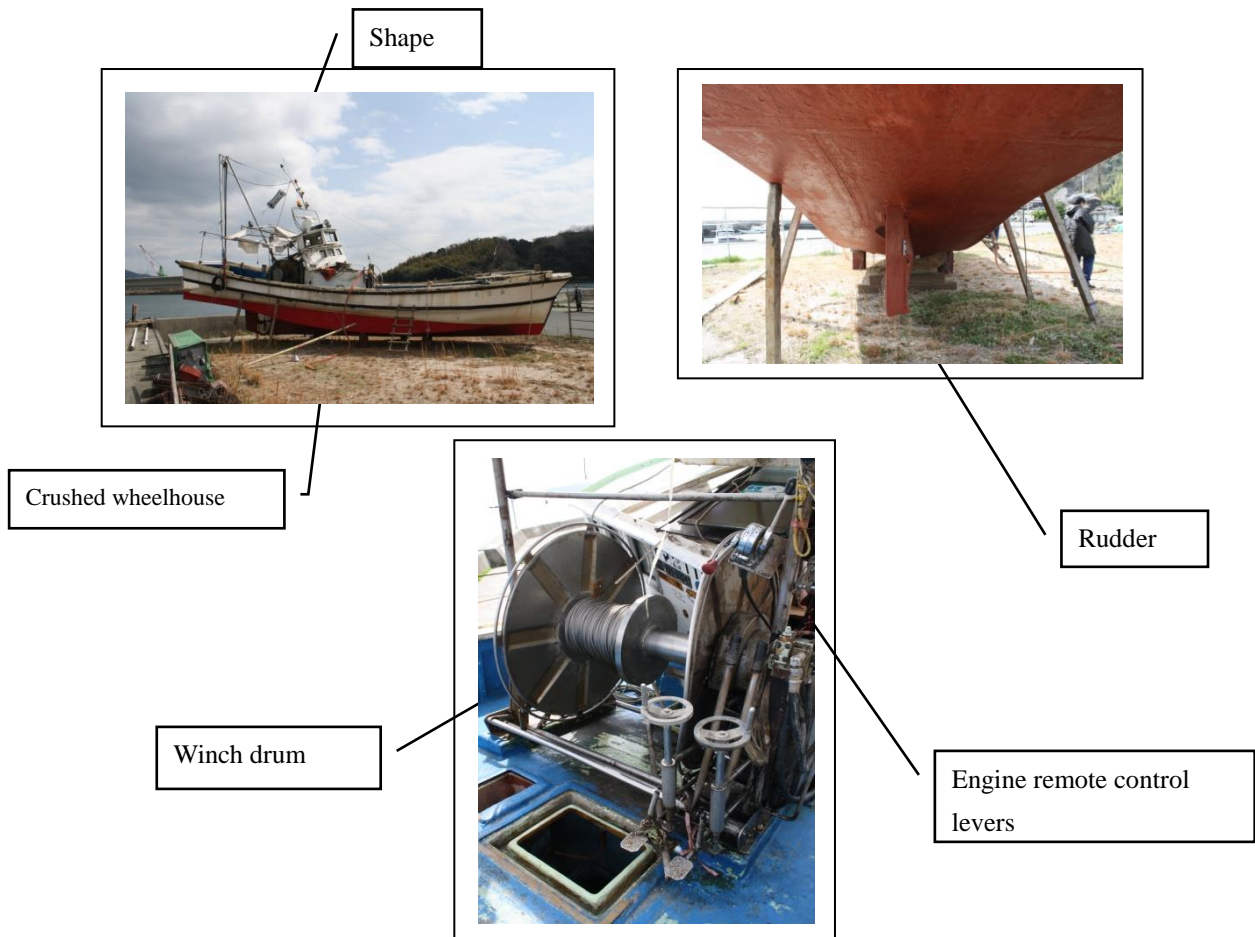 Shape
Crushed wheelhouse
Rudder
Winch drum
Engine remote control
levers